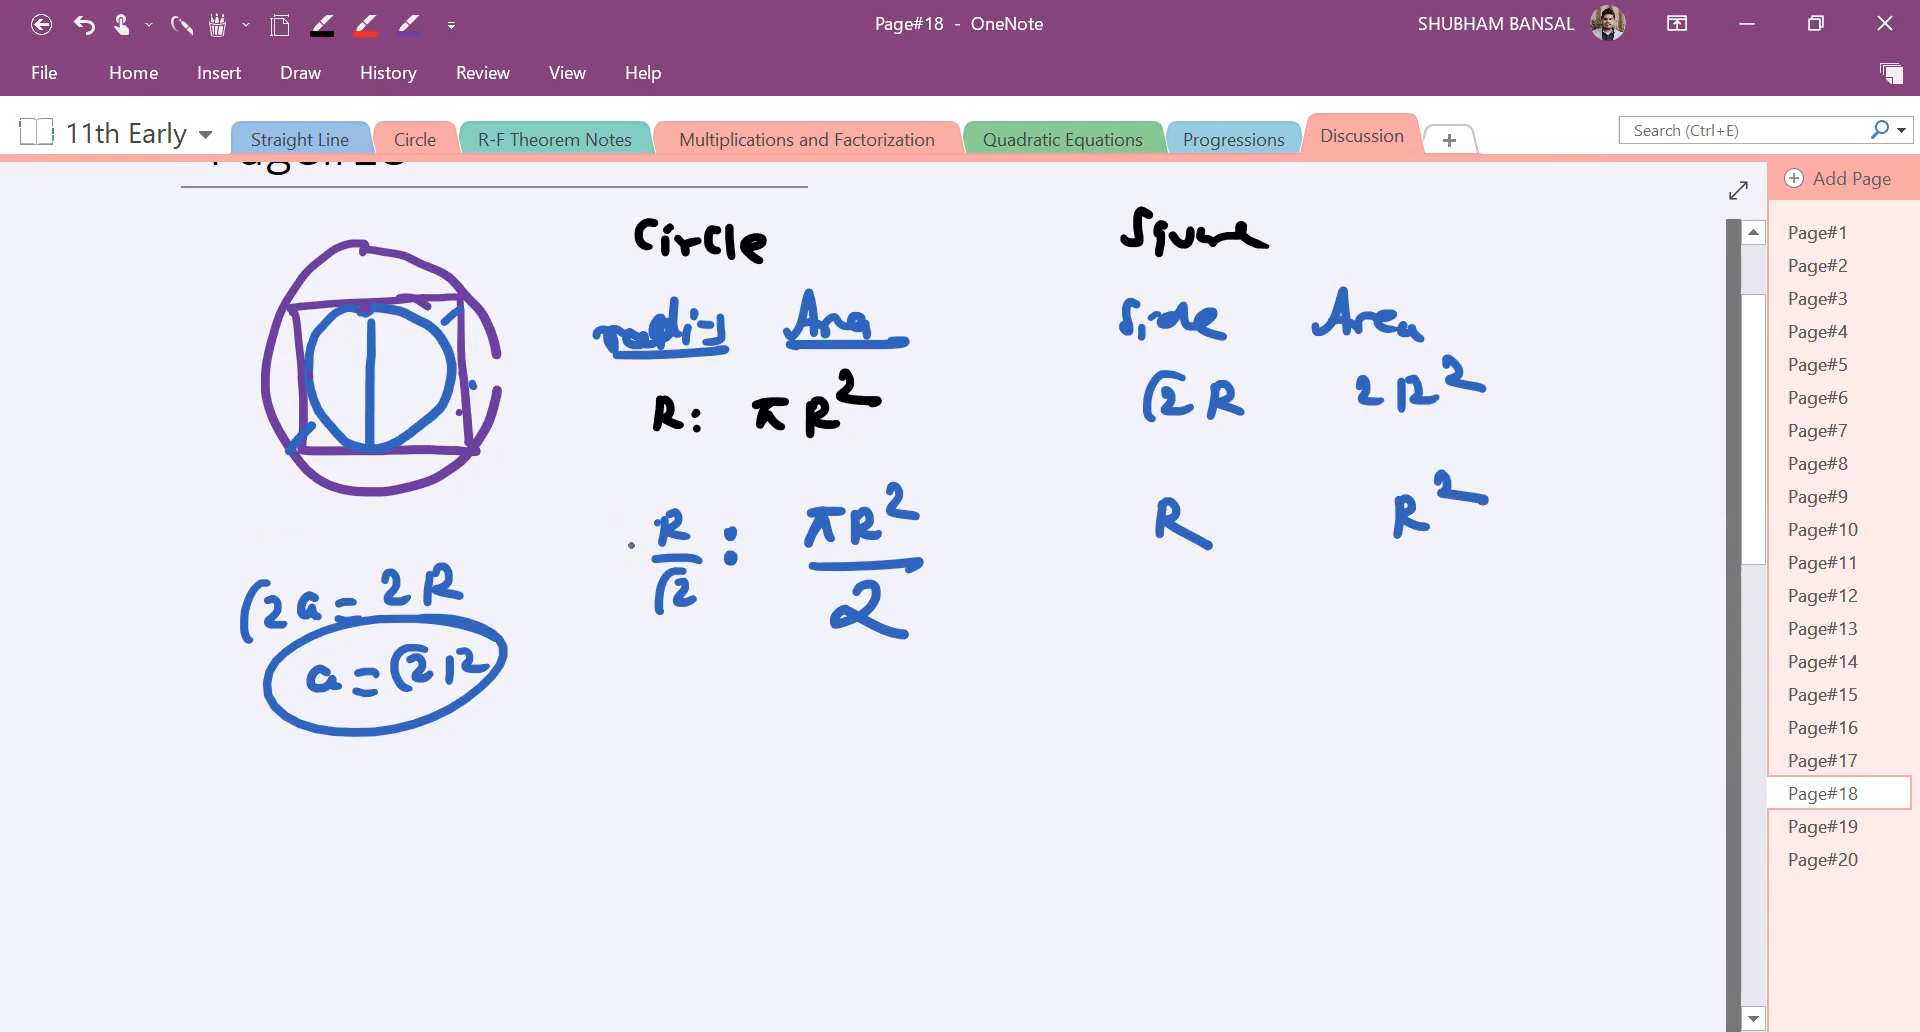 Page#18 - OneNote
SHUBHAM BANSAL
File Home Insert Draw History Review View Help
11th Early
Straight Line Circle R-F Theorem Notes Multiplications and Factorization Quadratic Equations Progressions Discussion +
Search (Ctrl+E)
Add Page
Circle Square
radius Area Side Area
R: πR² √2 R 2R²
R/√2 : πR²/2 R R²
√2a = 2R
a = √2R
Page#1
Page#2
Page#3
Page#4
Page#5
Page#6
Page#7
Page#8
Page#9
Page#10
Page#11
Page#12
Page#13
Page#14
Page#15
Page#16
Page#17
Page#18
Page#19
Page#20